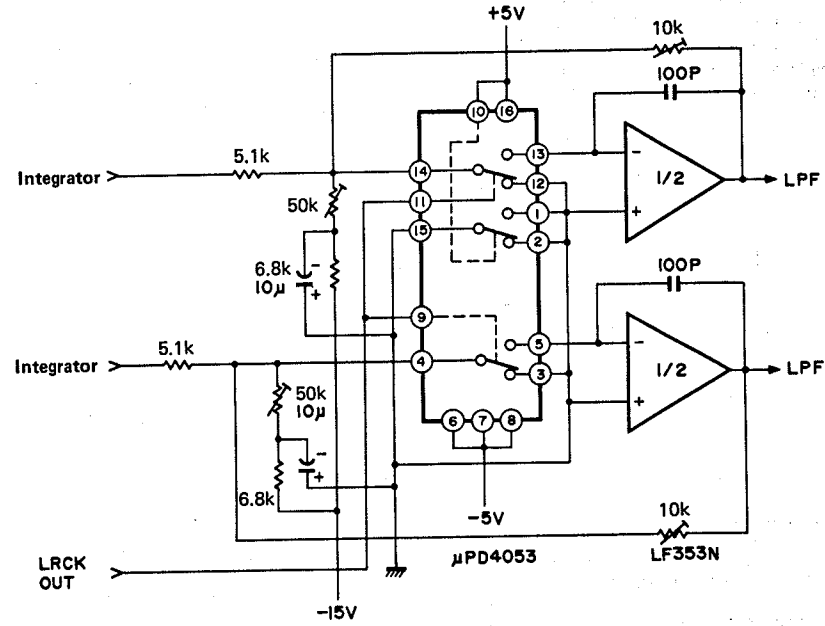 +5V
10k
100P
10
16
5.1k
13
Integrator
14
12
1/2
LPF
50k
11
1
15
2
6.8k
10μ
100P
9
5.1k
5
Integrator
4
3
1/2
LPF
50k
10μ
6
7
8
6.8k
-5V
10k
LRCK
OUT
μPD4053
LF353N
-15V